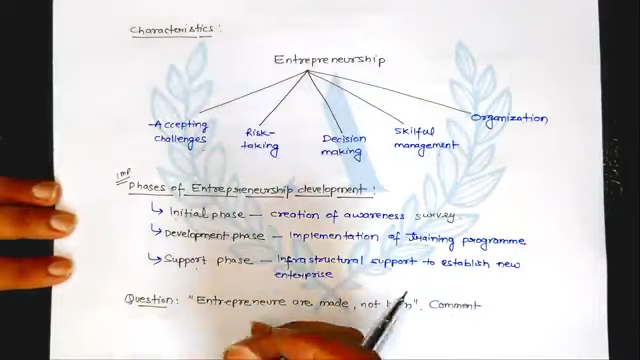 Characteristics :
Entrepreneurship
Accepting challenges
Risk-taking
Decision making
Skilful management
Organization
IMP
Phases of Entrepreneurship development :
↳ Initial phase — creation of awareness survey.
↳ Development phase — Implementation of training programme
↳ Support phase — Infrastructural support to establish new
enterprise
Question: "Entrepreneure are made, not". Comment